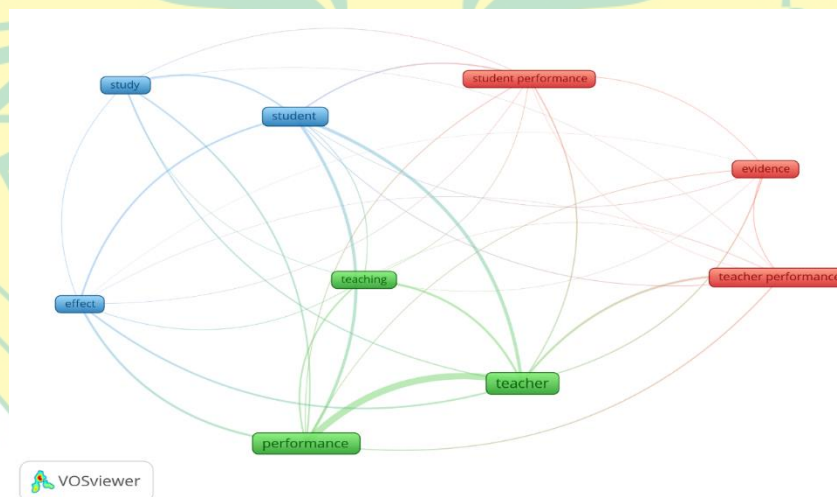 student performance
study
student
evidence
teacher performance
teaching
effect
teacher
performance
VOSviewer